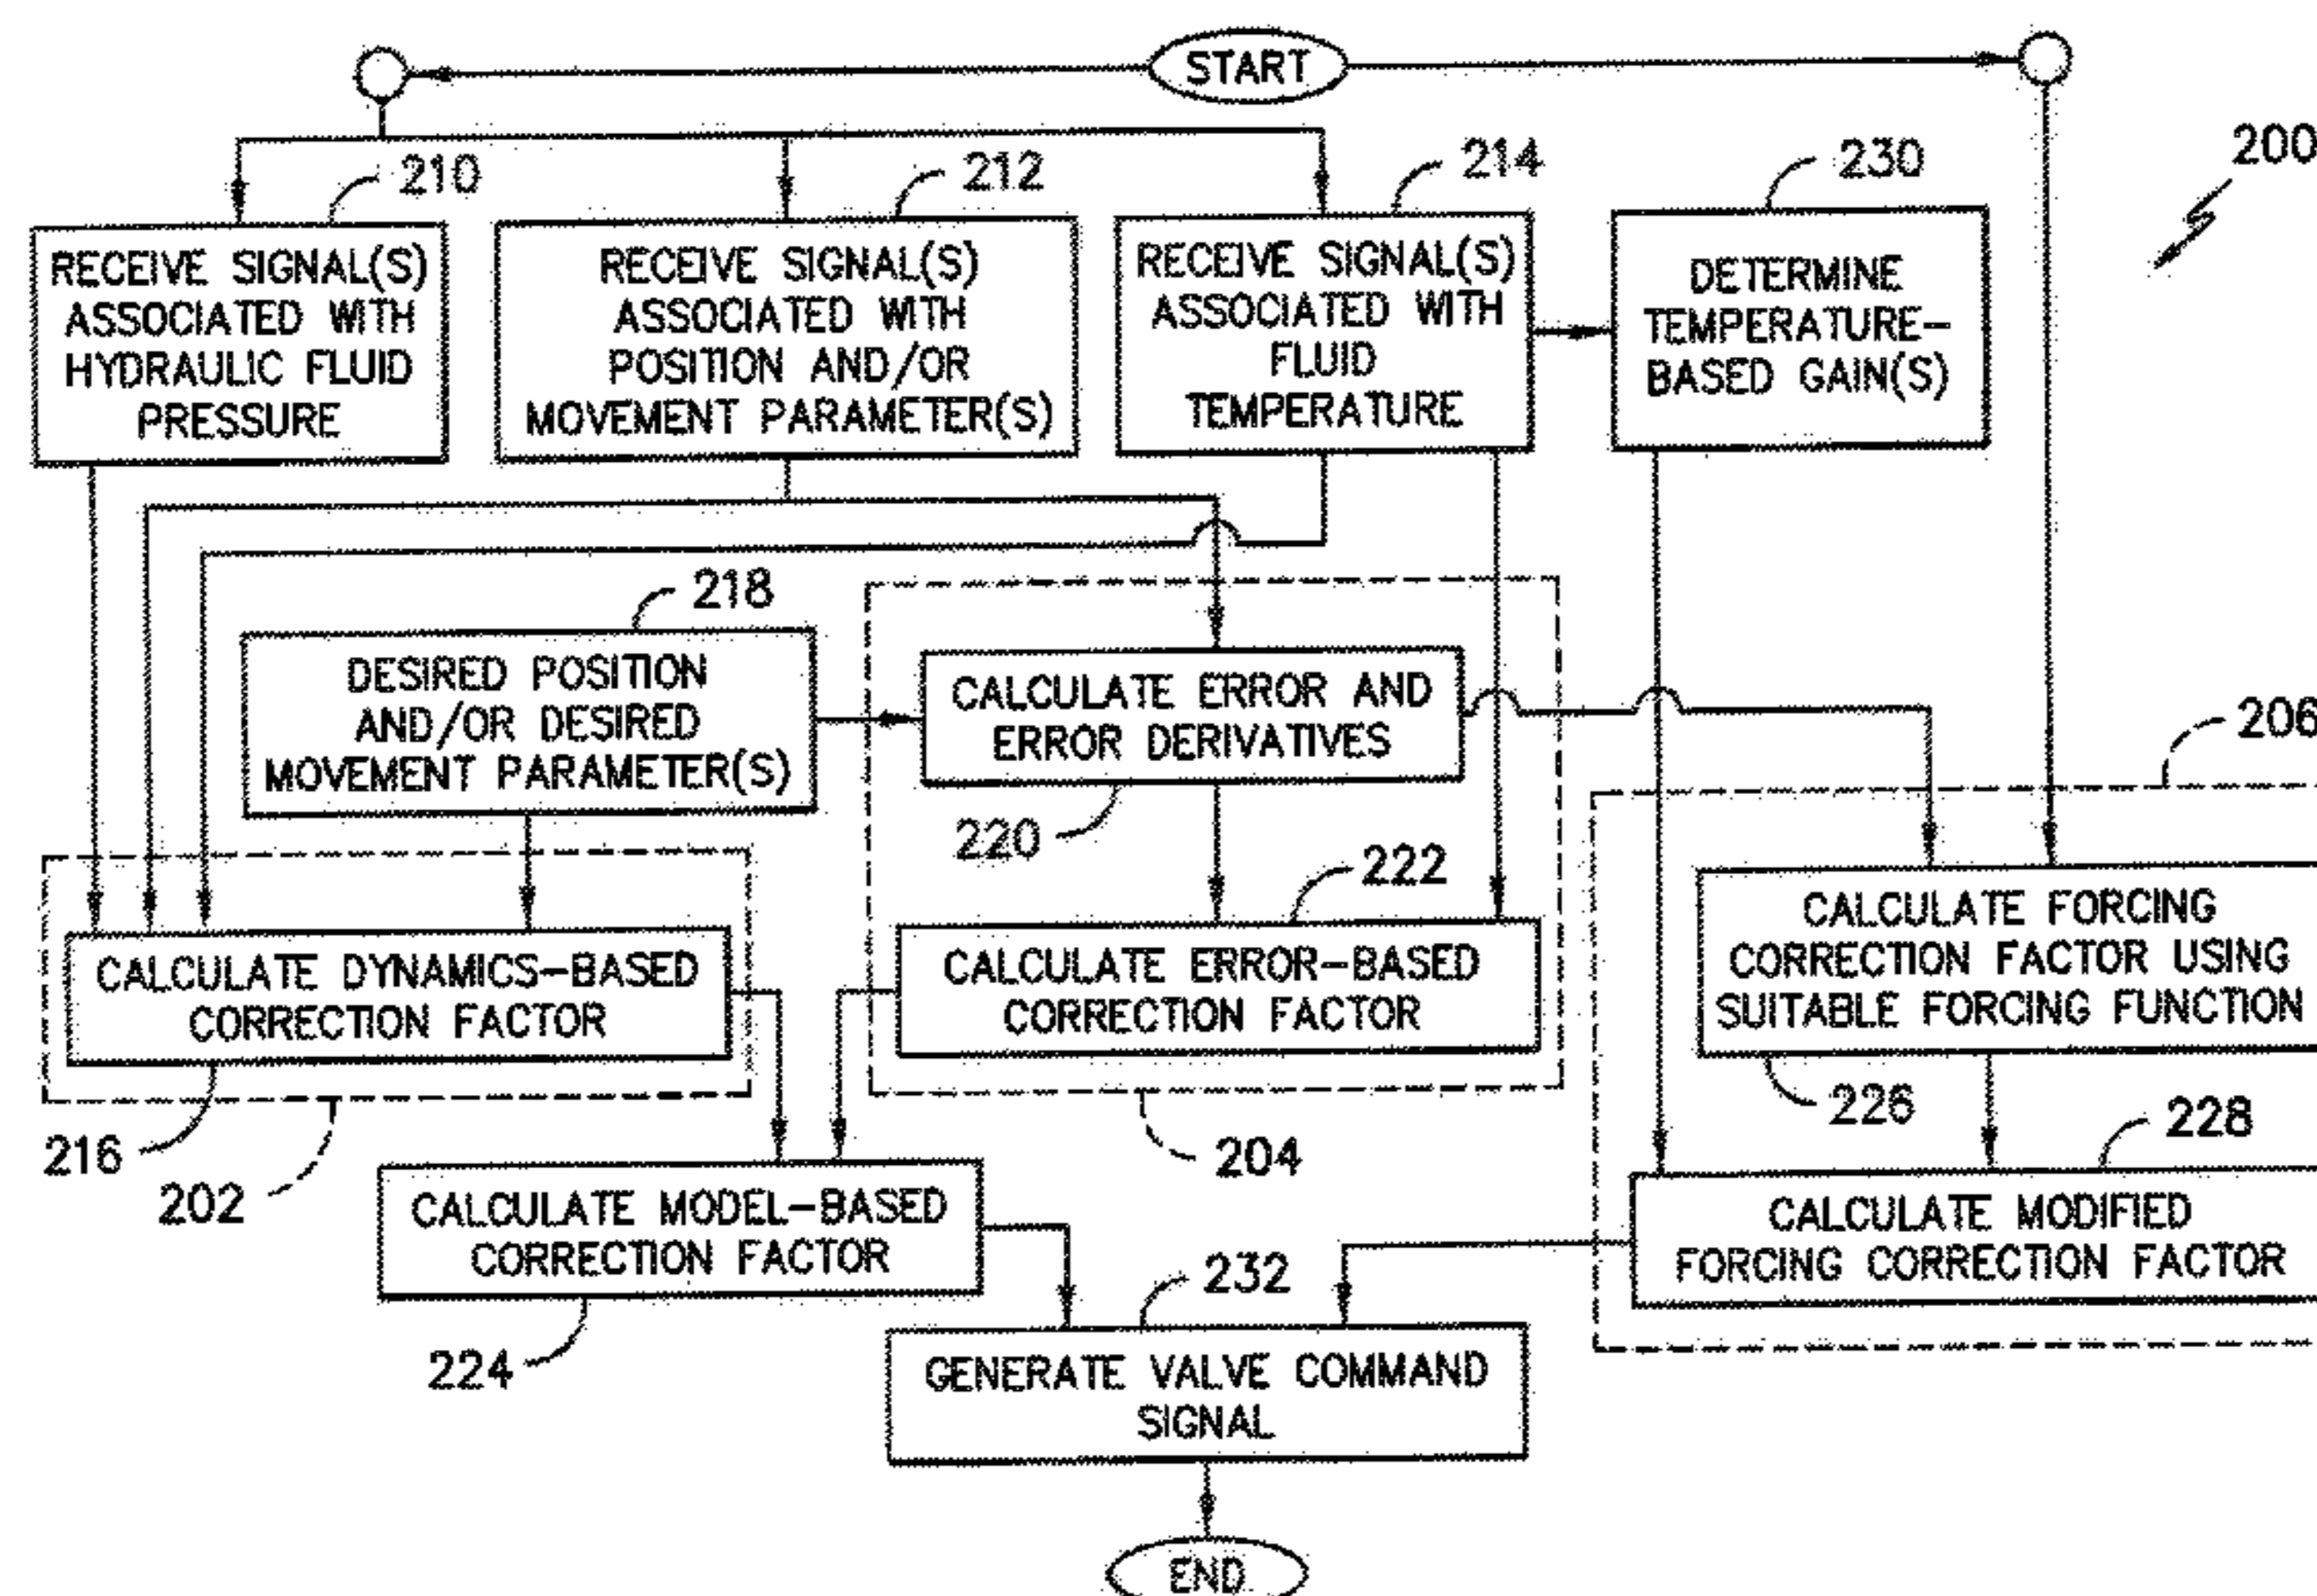 START
200
210
212
214
230
RECEIVE SIGNAL(S)
ASSOCIATED WITH
HYDRAULIC FLUID
PRESSURE
RECEIVE SIGNAL(S)
ASSOCIATED WITH
POSITION AND/OR
MOVEMENT PARAMETER(S)
RECEIVE SIGNAL(S)
ASSOCIATED WITH
FLUID
TEMPERATURE
DETERMINE
TEMPERATURE-
BASED GAIN(S)
218
DESIRED POSITION
AND/OR DESIRED
MOVEMENT PARAMETER(S)
CALCULATE ERROR AND
ERROR DERIVATIVES
206
220
222
CALCULATE DYNAMICS-BASED
CORRECTION FACTOR
CALCULATE ERROR-BASED
CORRECTION FACTOR
CALCULATE FORCING
CORRECTION FACTOR USING
SUITABLE FORCING FUNCTION
216
202
204
226
228
CALCULATE MODEL-BASED
CORRECTION FACTOR
CALCULATE MODIFIED
FORCING CORRECTION FACTOR
224
232
GENERATE VALVE COMMAND
SIGNAL
END